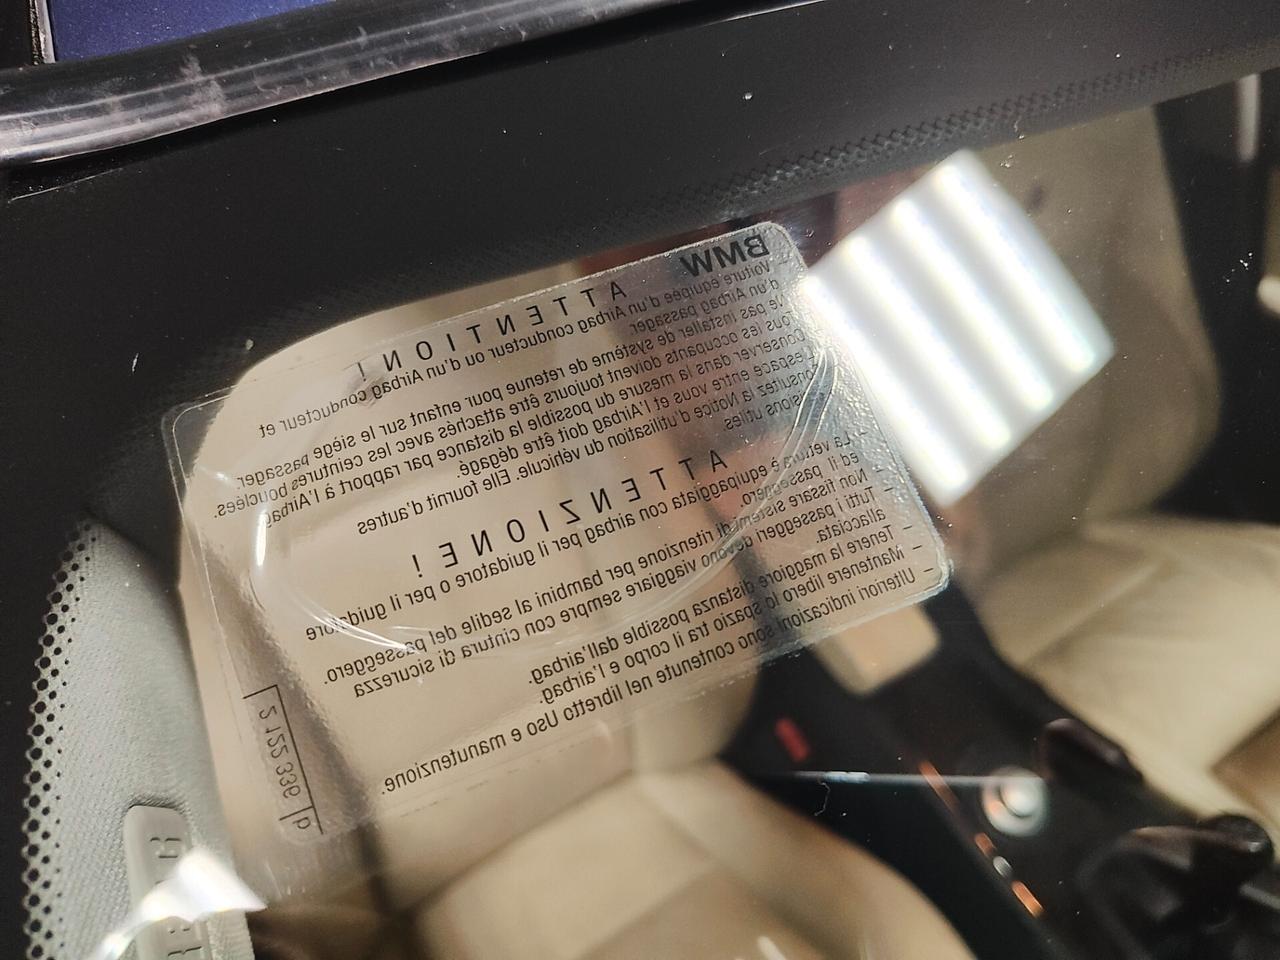 BMW
ATTENTION!
Voiture équipée d'un Airbag conducteur ou d'un Airbag conducteur et
d'un Airbag passager.
Ne pas installer de système de retenue pour enfant sur le siège passager.
Tous les occupants doivent toujours être attachés avec les ceintures bouclées.
Conserver dans la mesure du possible la distance par rapport à l'Airbag
L'espace entre vous et l'Airbag doit être dégagé.
Consultez la Notice d'utilisation du véhicule. Elle fournit d'autres
utiles.
ATTENZIONE!
– La vettura è equipaggiata con airbag per il guidatore o per il guidatore
ed il passeggero.
– Non fissare sistemi di ritenzione per bambini al sedile del passeggero.
– Tutti i passeggeri devono viaggiare sempre con cintura di sicurezza
allacciata.
– Tenere la maggiore distanza possibile dall'airbag.
– Mantenere libero lo spazio tra il corpo e l'airbag.
– Ulteriori indicazioni sono contenute nel libretto Uso e manutenzione.
2 122 336